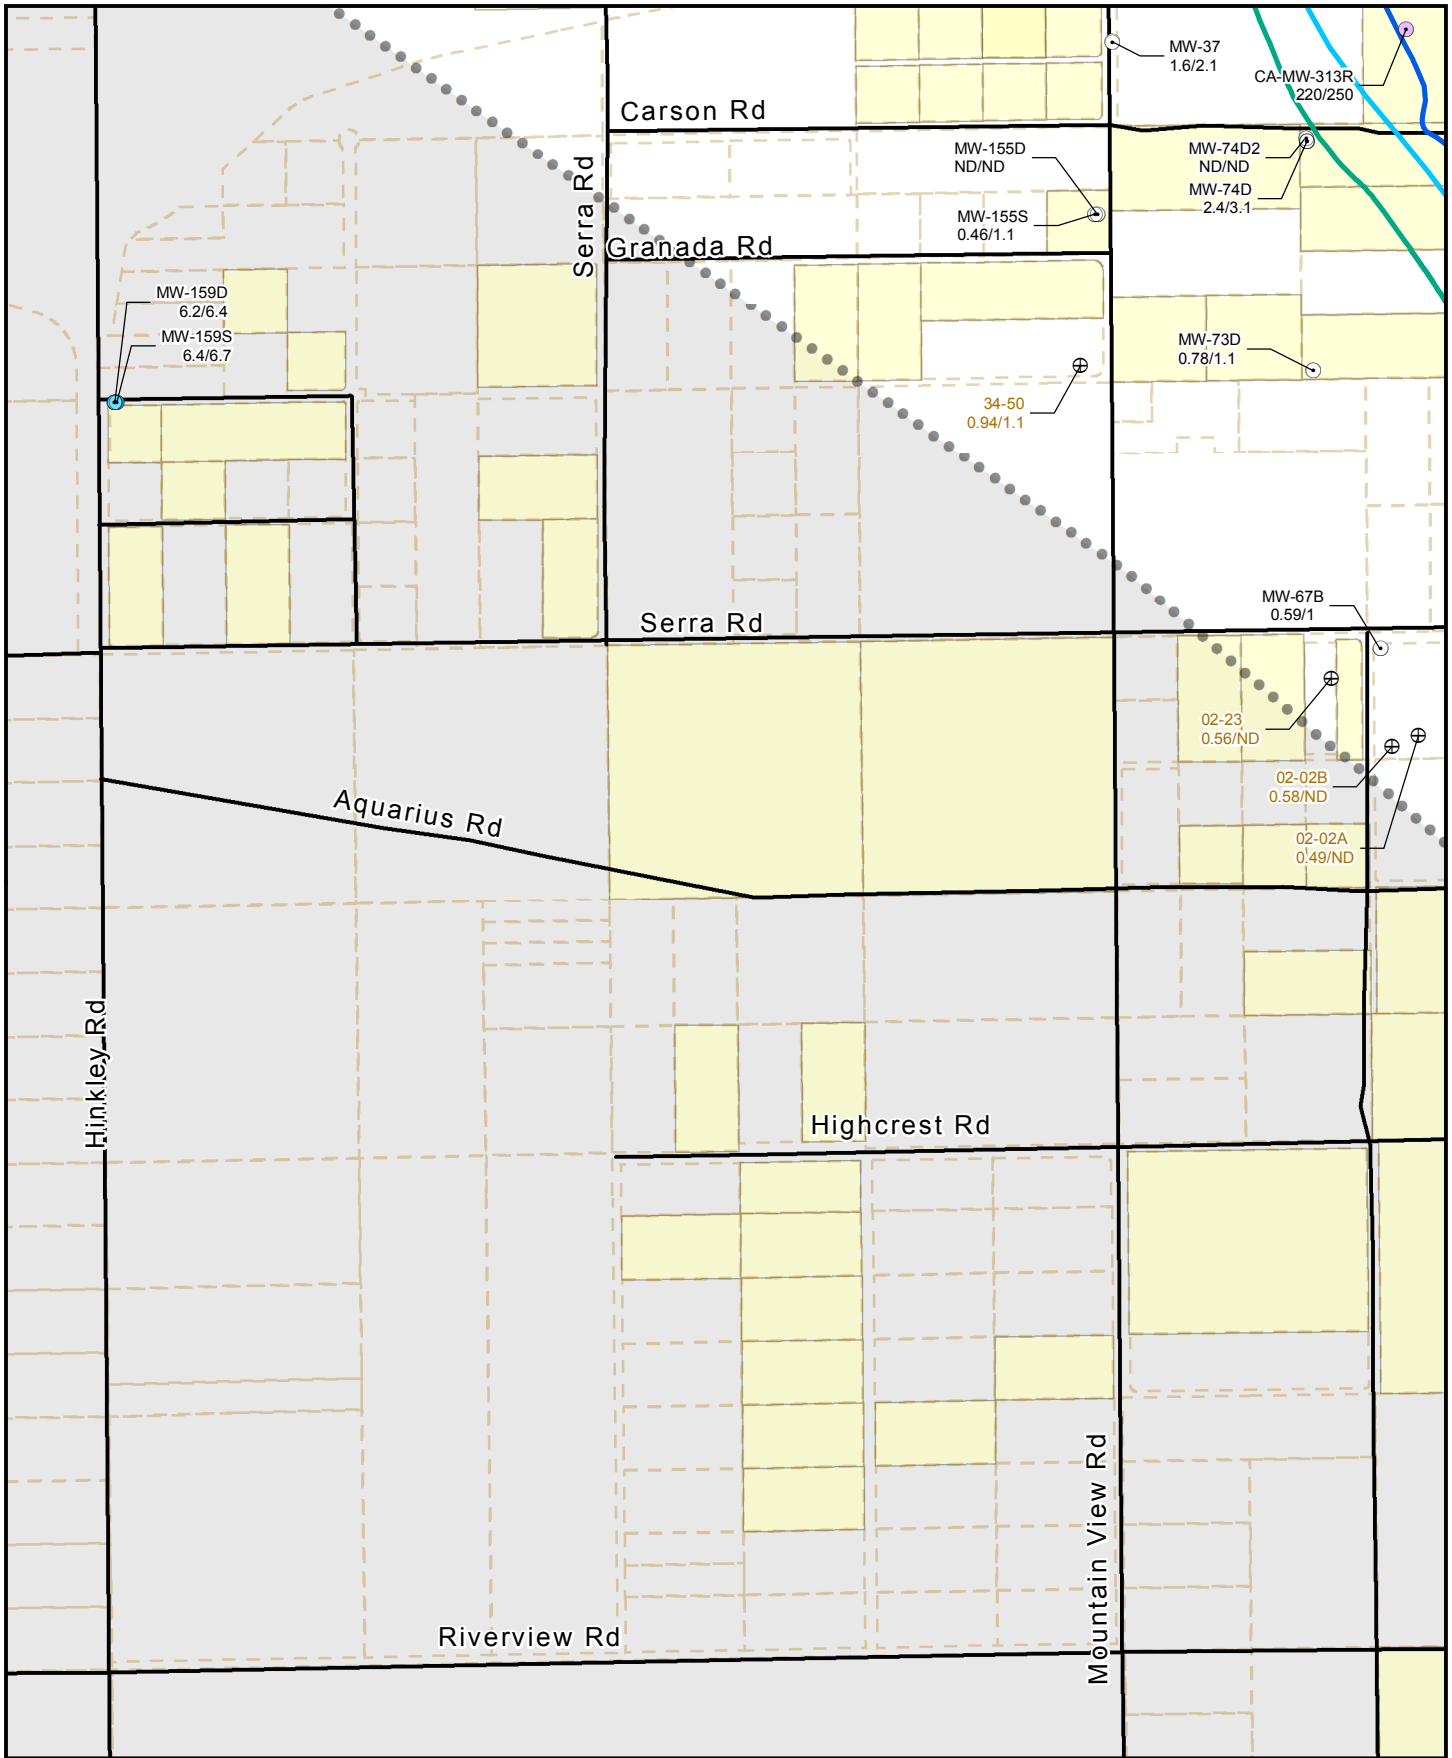 MW-37
1.6/2.1
CA-MW-313R
220/250
Carson Rd
MW-155D
ND/ND
MW-74D2
ND/ND
MW-74D
2.4/3.1
Serra Rd
MW-155S
0.46/1.1
Granada Rd
MW-159D
6.2/6.4
MW-159S
6.4/6.7
MW-73D
0.78/1.1
34-50
0.94/1.1
MW-67B
0.59/1
Serra Rd
02-23
0.56/ND
02-02B
0.58/ND
02-02A
0.49/ND
Aquarius Rd
Hinkley Rd
Highcrest Rd
Mountain View Rd
Riverview Rd